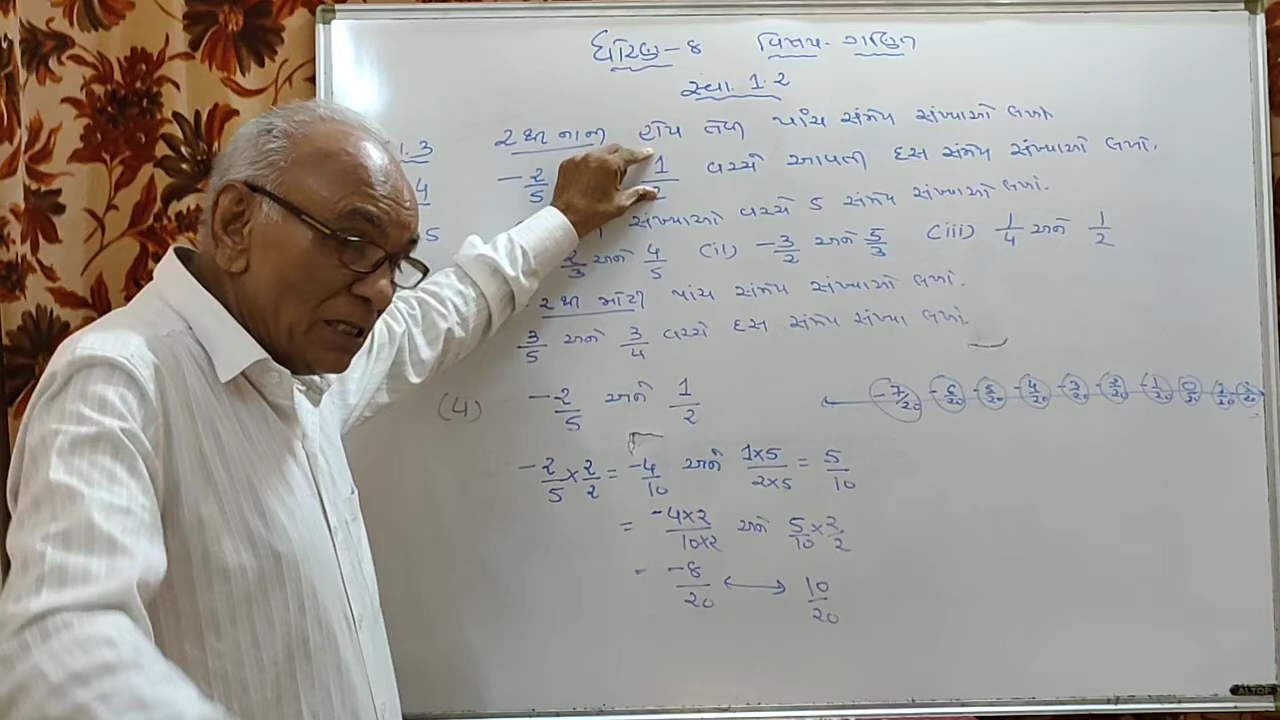 ધોરણ-૮ વિષય- ગણિત
સ્વા. 1.2
.3 2થી નાની હોય તેવી પાંચ સંમેય સંખ્યાઓ લખો
4 -2/5 1/2 વચ્ચે આવતી દસ સંમેય સંખ્યાઓ લખો.
5 સંખ્યાઓ વચ્ચે 5 સંમેય સંખ્યાઓ લખો.
2/3 અને 4/5 (ii) -3/2 અને 5/3 (iii) 1/4 અને 1/2
-2થી મોટી પાંચ સંમેય સંખ્યાઓ લખો.
3/5 અને 3/4 વચ્ચે દસ સંમેય સંખ્યા લખો.
(4) -2/5 અને 1/2
-7/20 -6/20 -5/20 -4/20 -3/20 -2/20 -1/20 0/20 1/20 2/20
-2/5 × 2/2 = -4/10 અને 1×5/2×5 = 5/10
= -4×2/10×2 અને 5/10 × 2/2
= -8/20 ↔ 10/20
ALTOP